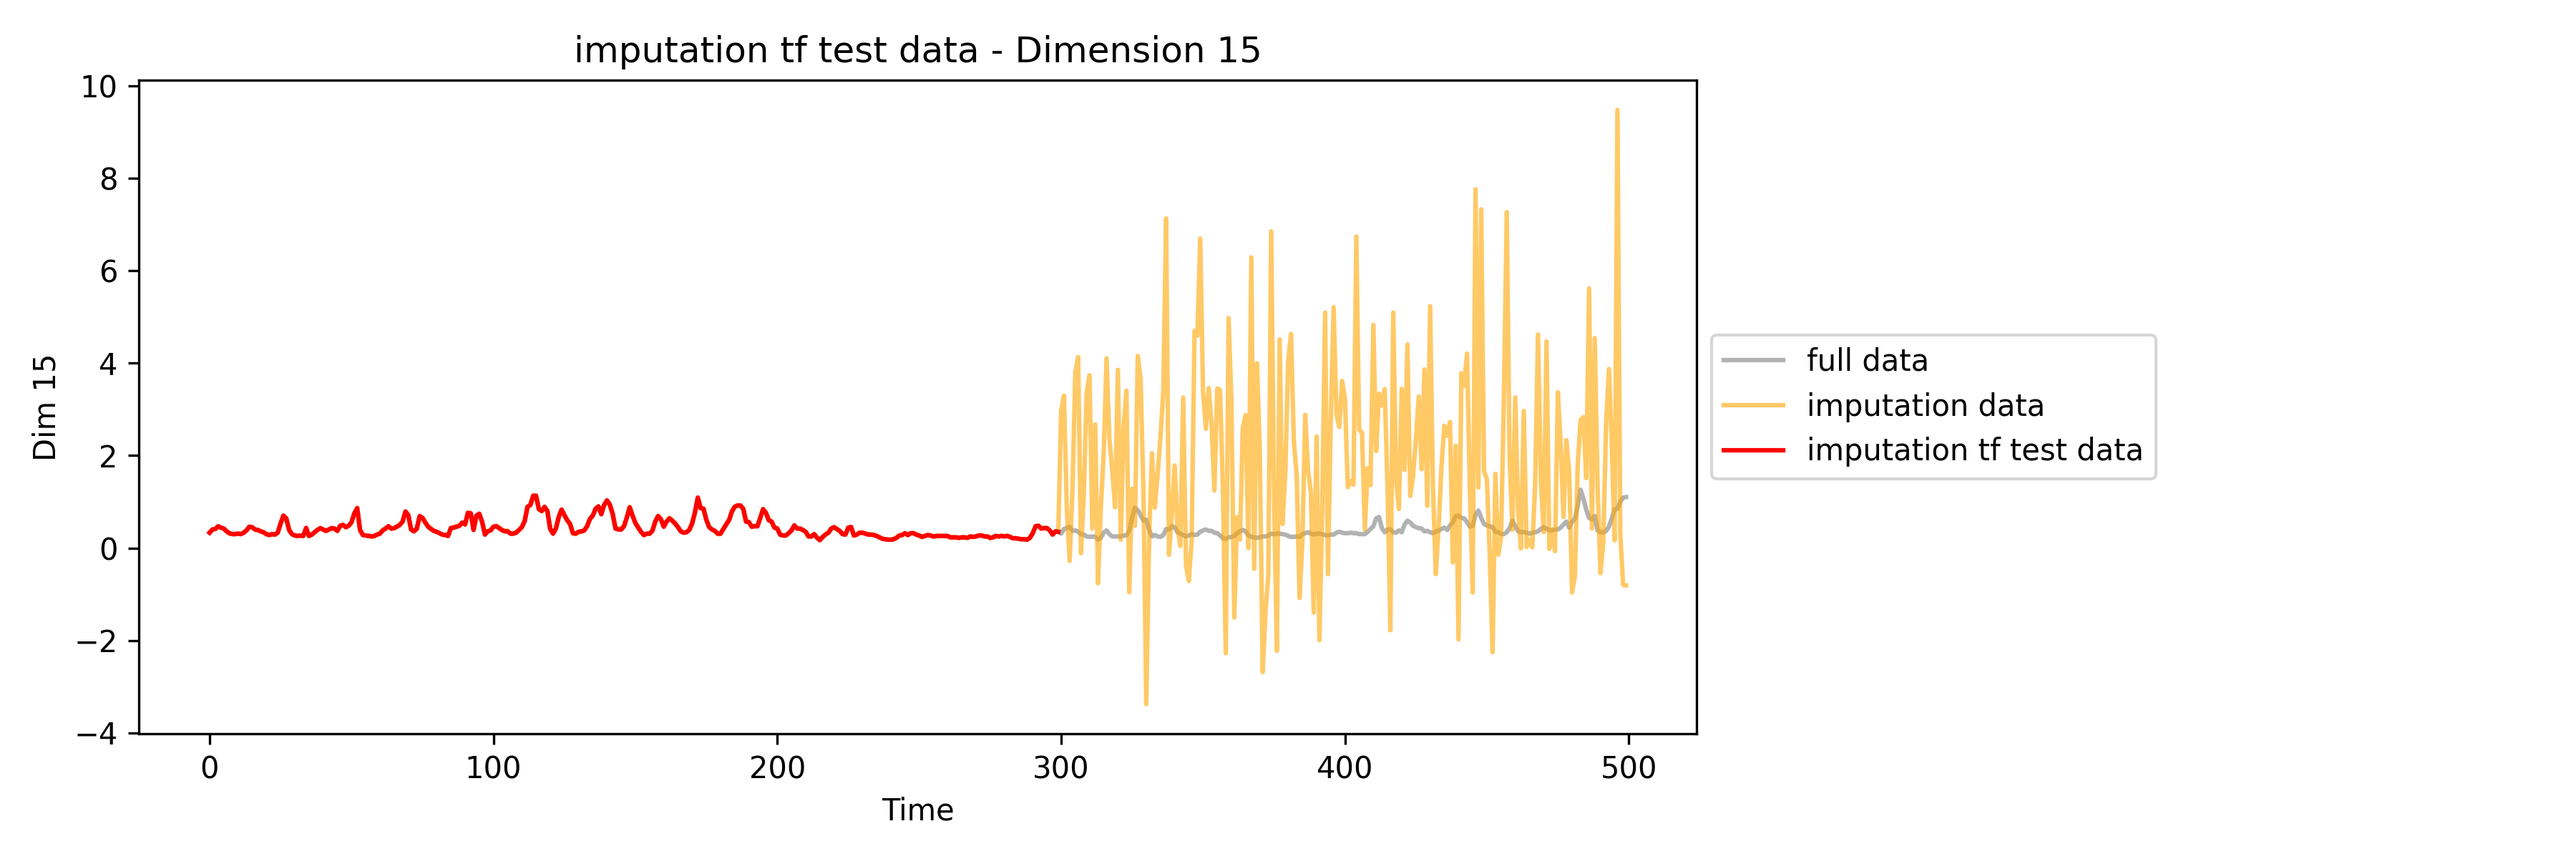 imputation tf test data - Dimension 15
10
8
6
4
2
0
−2
−4
Dim 15
0 100 200 300 400 500
Time
full data
imputation data
imputation tf test data